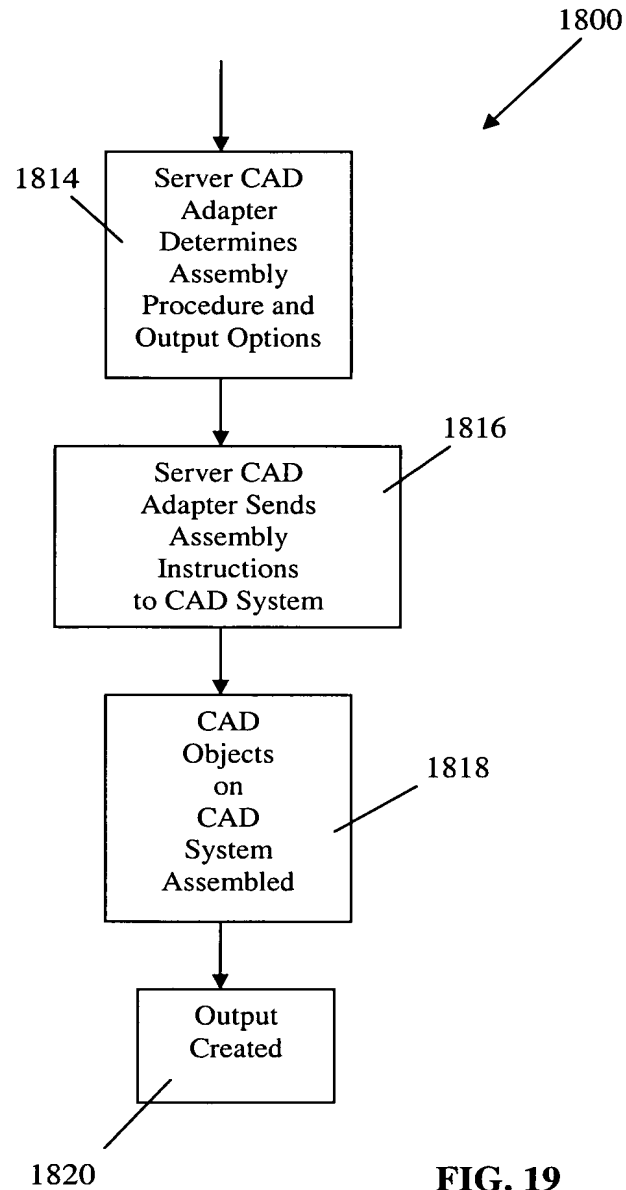 1800
1814
Server CAD
Adapter
Determines
Assembly
Procedure and
Output Options
1816
Server CAD
Adapter Sends
Assembly
Instructions
to CAD System
CAD
Objects
on
CAD
System
Assembled
1818
Output
Created
1820
FIG. 19